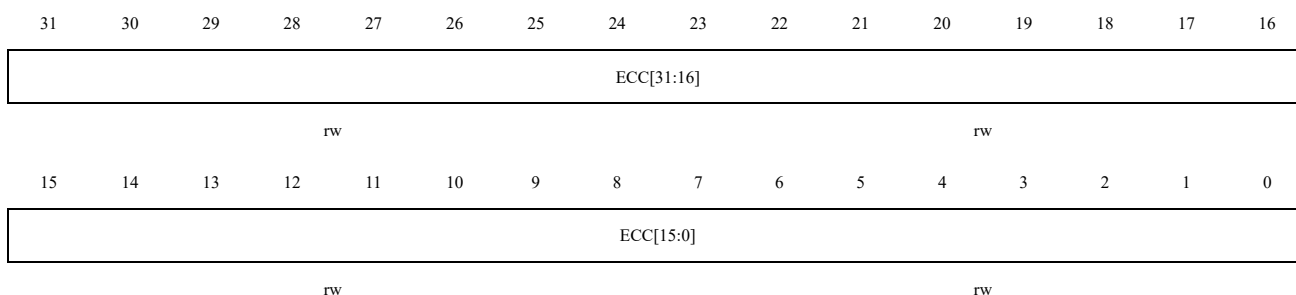 31 30 29 28 27 26 25 24 23 22 21 20 19 18 17 16
ECC[31:16]
rw rw
15 14 13 12 11 10 9 8 7 6 5 4 3 2 1 0
ECC[15:0]
rw rw